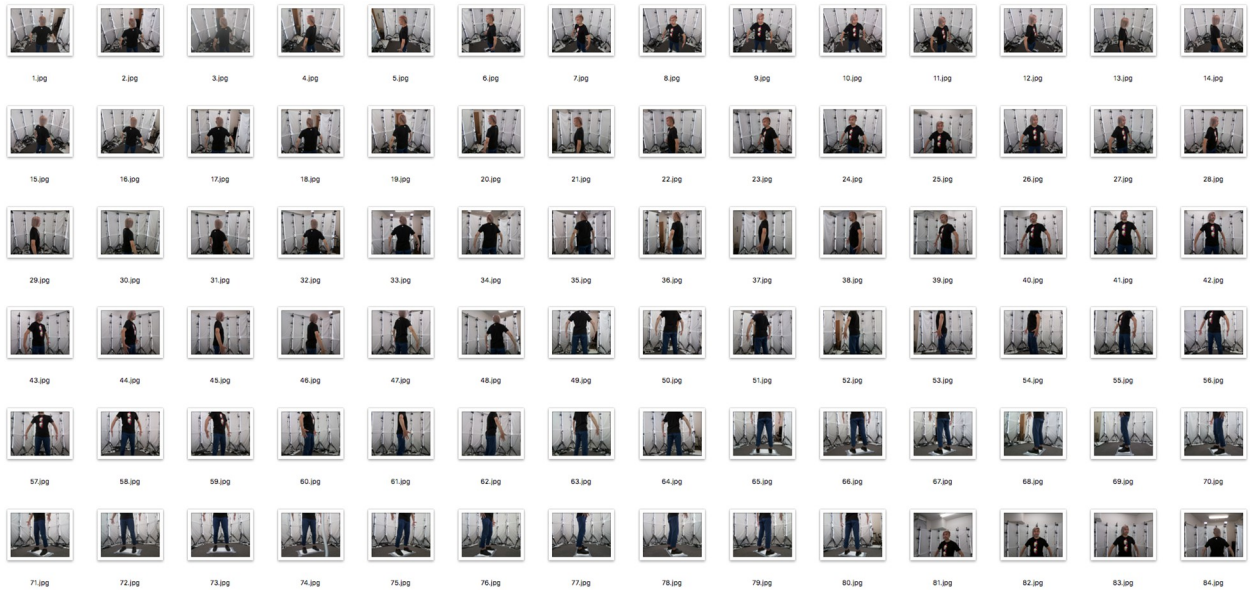 1.jpg 2.jpg 3.jpg 4.jpg 5.jpg 6.jpg 7.jpg 8.jpg 9.jpg 10.jpg 11.jpg 12.jpg 13.jpg 14.jpg
15.jpg 16.jpg 17.jpg 18.jpg 19.jpg 20.jpg 21.jpg 22.jpg 23.jpg 24.jpg 25.jpg 26.jpg 27.jpg 28.jpg
29.jpg 30.jpg 31.jpg 32.jpg 33.jpg 34.jpg 35.jpg 36.jpg 37.jpg 38.jpg 39.jpg 40.jpg 41.jpg 42.jpg
43.jpg 44.jpg 45.jpg 46.jpg 47.jpg 48.jpg 49.jpg 50.jpg 51.jpg 52.jpg 53.jpg 54.jpg 55.jpg 56.jpg
57.jpg 58.jpg 59.jpg 60.jpg 61.jpg 62.jpg 63.jpg 64.jpg 65.jpg 66.jpg 67.jpg 68.jpg 69.jpg 70.jpg
71.jpg 72.jpg 73.jpg 74.jpg 75.jpg 76.jpg 77.jpg 78.jpg 79.jpg 80.jpg 81.jpg 82.jpg 83.jpg 84.jpg